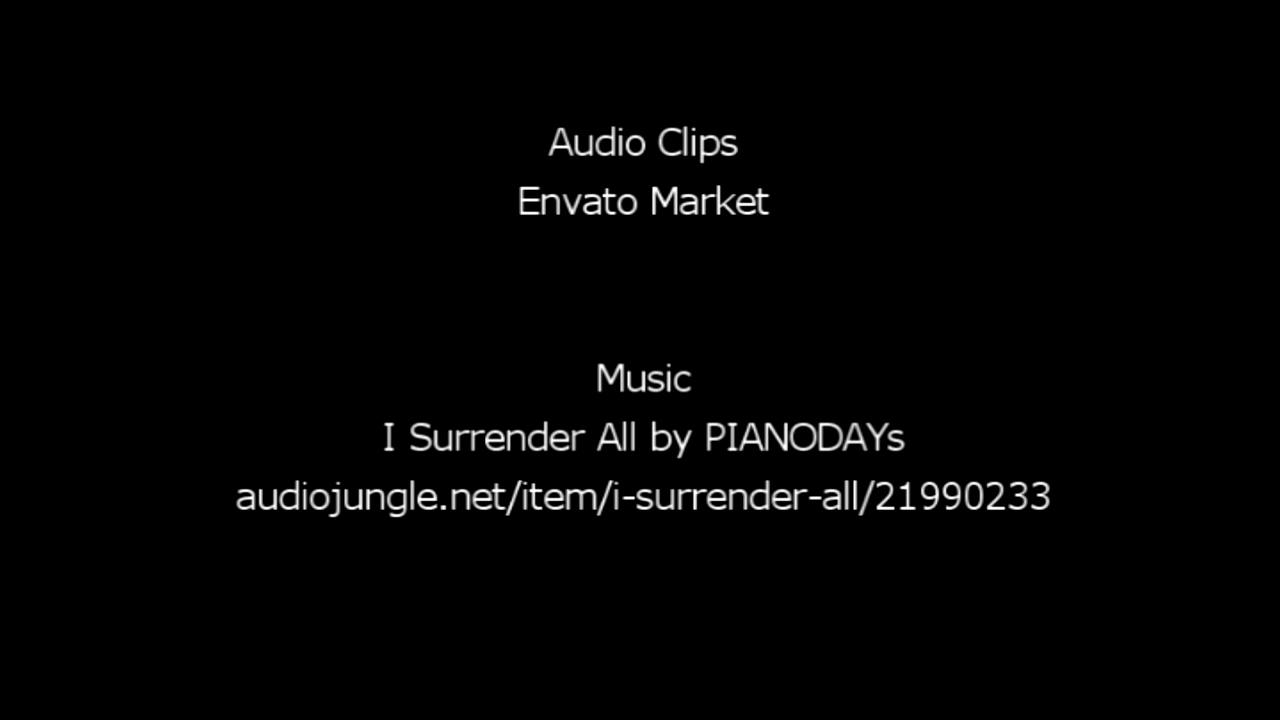 Audio Clips
Envato Market
Music
I Surrender All by PIANODAYs
audiojungle.net/item/i-surrender-all/21990233